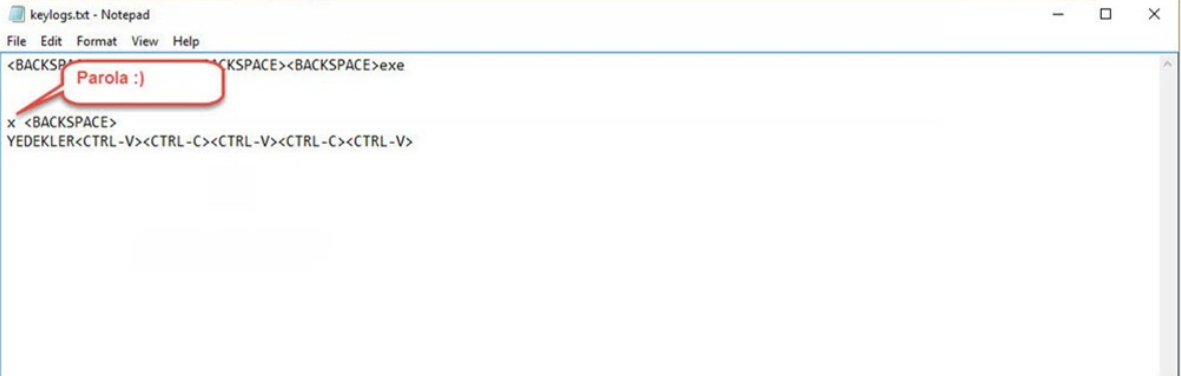 keylogs.txt - Notepad
File Edit Format View Help
<BACKSP CKSPACE><BACKSPACE>exe
Parola :)
x <BACKSPACE>
YEDEKLER<CTRL-V><CTRL-C><CTRL-V><CTRL-C><CTRL-V>